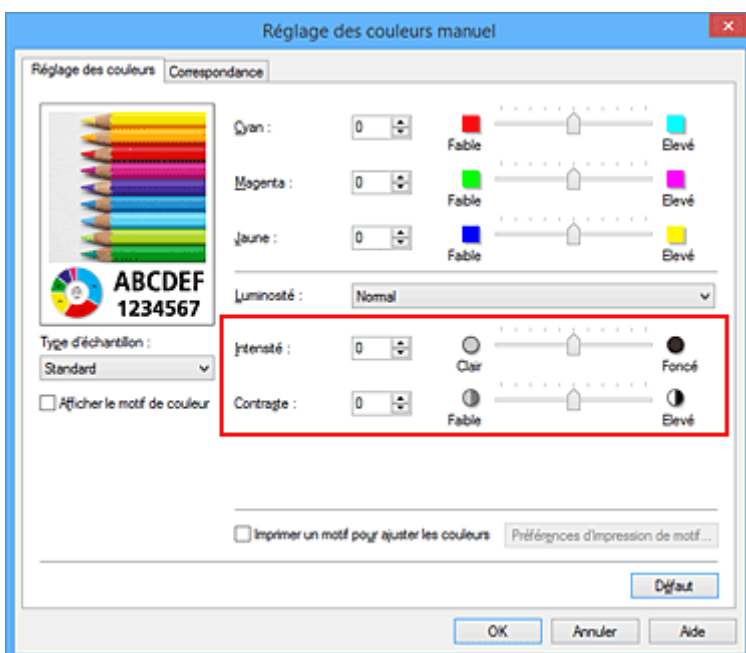 Réglage des couleurs manuel
Réglage des couleurs Correspondance
Cyan : 0 Faible Elevé
Magenta : 0 Faible Elevé
Jaune : 0 Faible Elevé
ABCDEF
1234567
Luminosité : Normal
Type d'échantillon :
Standard
Intensité : 0 Clair Foncé
Afficher le motif de couleur
Contraste : 0 Faible Elevé
Imprimer un motif pour ajuster les couleurs Préférences d'impression de motif...
Défaut
OK Annuler Aide